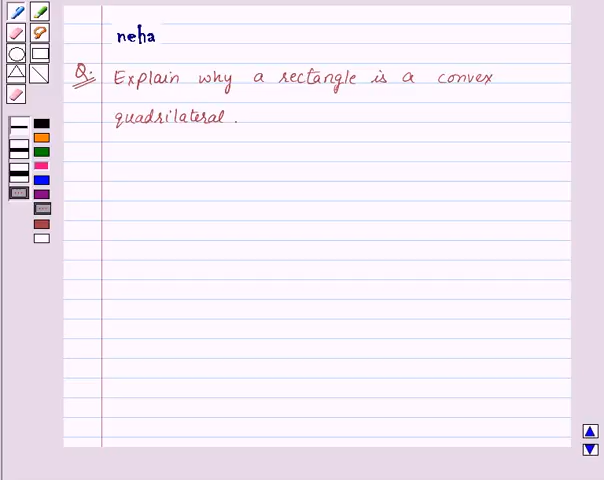 neha
Q. Explain why a rectangle is a convex
quadrilateral.